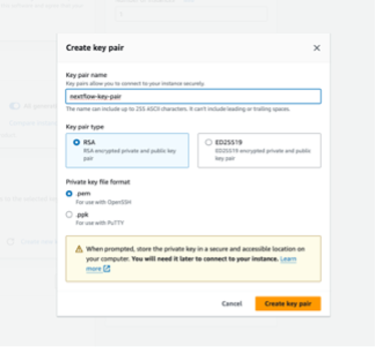 Create key pair
Key pair name
Key pairs allow you to connect to your instance securely.
nextflow-key-pair
The name can include up to 255 ASCII characters. It can't include leading or trailing spaces.
Key pair type
RSA
RSA encrypted private and public key
pair
ED25519
ED25519 encrypted private and public
key pair
Private key file format
.pem
For use with OpenSSH
.ppk
For use with PuTTY
When prompted, store the private key in a secure and accessible location on
your computer. You will need it later to connect to your instance. Learn
more
Cancel
Create key pair